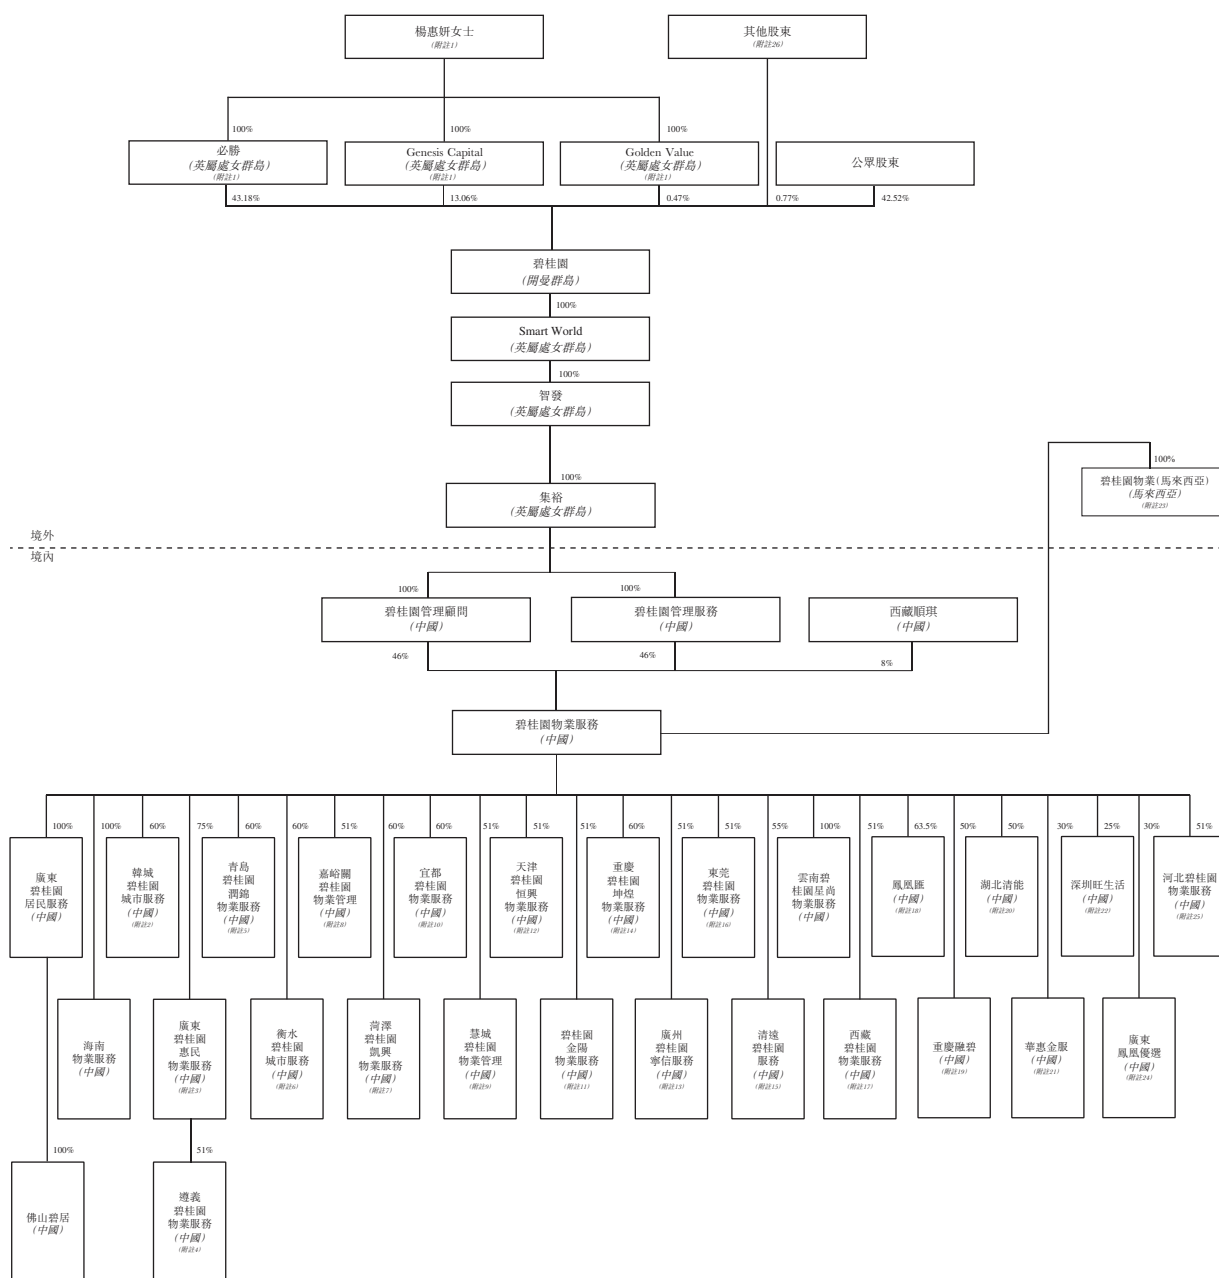 楊惠妍女士
(附註1)
其他股東
(附註26)
100%
100%
100%
必勝
(英屬處女群島)
(附註1)
Genesis Capital
(英屬處女群島)
(附註1)
Golden Value
(英屬處女群島)
(附註1)
公眾股東
43.18%
13.06%
0.47%
0.77%
42.52%
碧桂園
(開曼群島)
100%
Smart World
(英屬處女群島)
100%
智發
(英屬處女群島)
100%
集裕
(英屬處女群島)
100%
碧桂園物業(馬來西亞)
(馬來西亞)
(附註23)
境外
境內
100%
100%
碧桂園管理顧問
(中國)
碧桂園管理服務
(中國)
西藏順琪
(中國)
46%
46%
8%
碧桂園物業服務
(中國)
100%
100%
60%
75%
60%
60%
51%
60%
60%
51%
51%
51%
60%
51%
51%
55%
100%
51%
63.5%
50%
50%
30%
25%
30%
51%
廣東
碧桂園
居民服務
(中國)
韓城
碧桂園
城市服務
(中國)
(附註2)
青島
碧桂園
潤錦
物業服務
(中國)
(附註5)
嘉峪關
碧桂園
物業管理
(中國)
(附註8)
宜都
碧桂園
物業服務
(中國)
(附註10)
天津
碧桂園
恒興
物業服務
(中國)
(附註12)
重慶
碧桂園
坤煌
物業服務
(中國)
(附註14)
東莞
碧桂園
物業服務
(中國)
(附註16)
雲南碧
桂園星尚
物業服務
(中國)
鳳凰匯
(中國)
(附註18)
湖北清能
(中國)
(附註20)
深圳旺生活
(中國)
(附註22)
河北碧桂園
物業服務
(中國)
(附註25)
海南
物業服務
(中國)
廣東
碧桂園
惠民
物業服務
(中國)
(附註3)
衡水
碧桂園
城市服務
(中國)
(附註6)
菏澤
碧桂園
凱興
物業服務
(中國)
(附註7)
慧城
碧桂園
物業管理
(中國)
(附註9)
碧桂園
金陽
物業服務
(中國)
(附註11)
廣州
碧桂園
寧信服務
(中國)
(附註13)
清遠
碧桂園
服務
(中國)
(附註15)
西藏
碧桂園
物業服務
(中國)
(附註17)
重慶融碧
(中國)
(附註19)
華惠金服
(中國)
(附註21)
廣東
鳳凰優選
(中國)
(附註24)
100%
51%
佛山碧居
(中國)
遵義
碧桂園
物業服務
(中國)
(附註4)